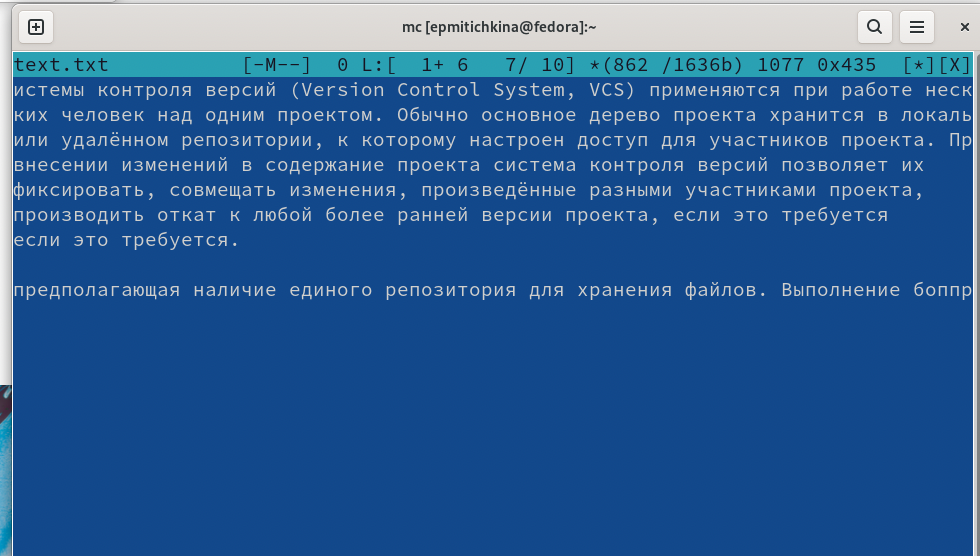 mc [epmitichkina@fedora]:~
text.txt [-M--] 0 L:[ 1+ 6 7/ 10] *(862 /1636b) 1077 0x435 [*][X]
истемы контроля версий (Version Control System, VCS) применяются при работе неск
ких человек над одним проектом. Обычно основное дерево проекта хранится в локаль
или удалённом репозитории, к которому настроен доступ для участников проекта. Пр
внесении изменений в содержание проекта система контроля версий позволяет их
фиксировать, совмещать изменения, произведённые разными участниками проекта,
производить откат к любой более ранней версии проекта, если это требуется
если это требуется.
предполагающая наличие единого репозитория для хранения файлов. Выполнение боппр